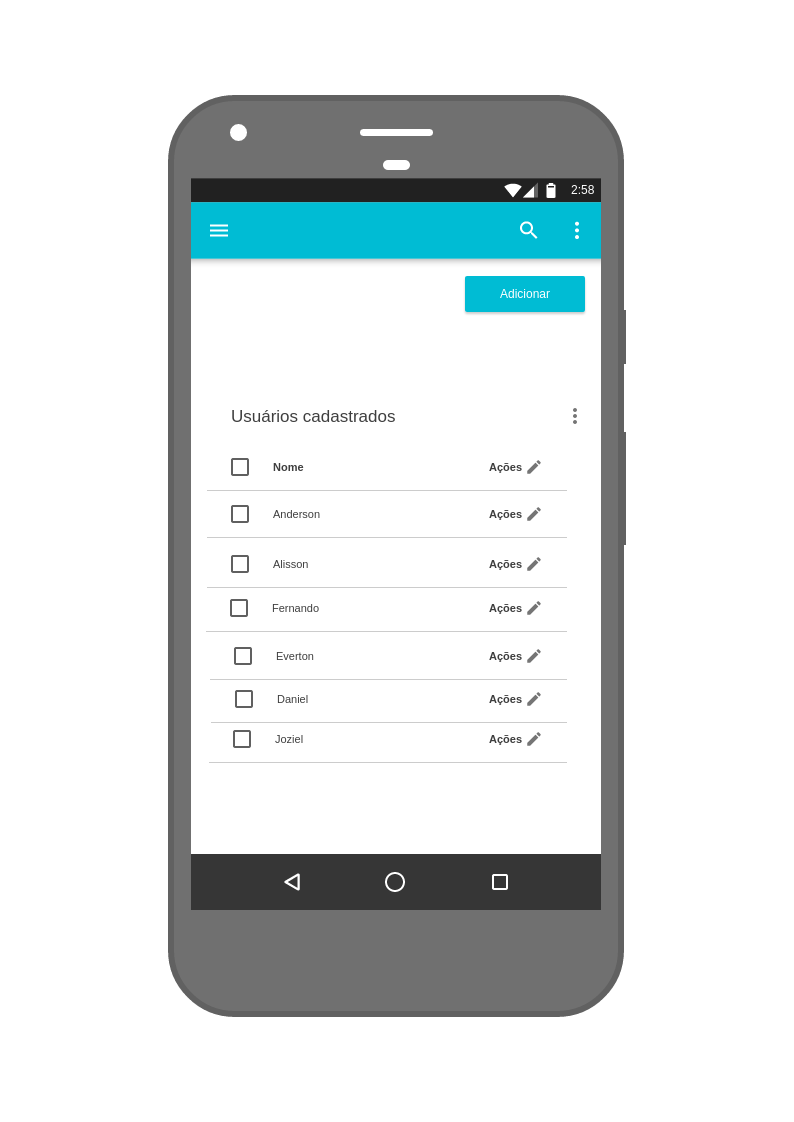 2:58
Adicionar
Usuários cadastrados
Nome Ações
Anderson Ações
Alisson Ações
Fernando Ações
Everton Ações
Daniel Ações
Joziel Ações